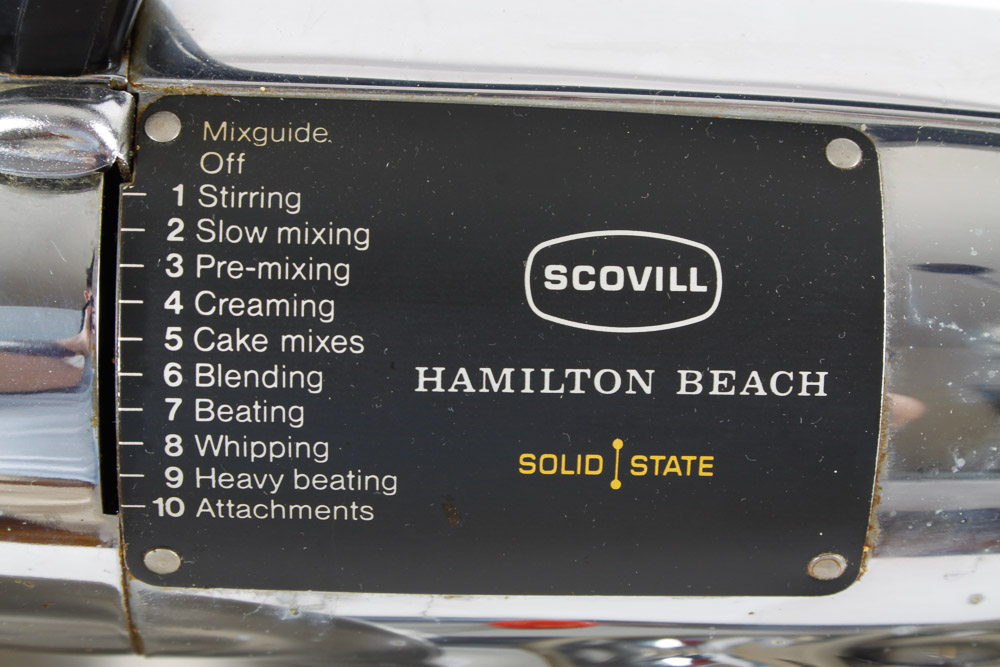 Mixguide.
Off
1 Stirring
2 Slow mixing
3 Pre-mixing
4 Creaming
5 Cake mixes
6 Blending
7 Beating
8 Whipping
9 Heavy beating
10 Attachments
SCOVILL
HAMILTON BEACH
SOLID STATE